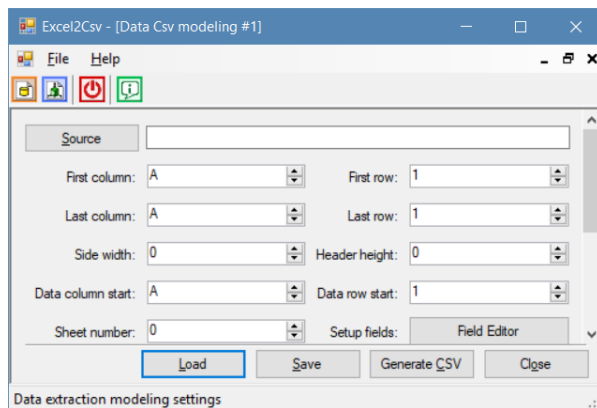 Excel2Csv - [Data Csv modeling #1]
File Help
Source
First column: A First row: 1
Last column: A Last row: 1
Side width: 0 Header height: 0
Data column start: A Data row start: 1
Sheet number: 0 Setup fields: Field Editor
Load Save Generate CSV Close
Data extraction modeling settings